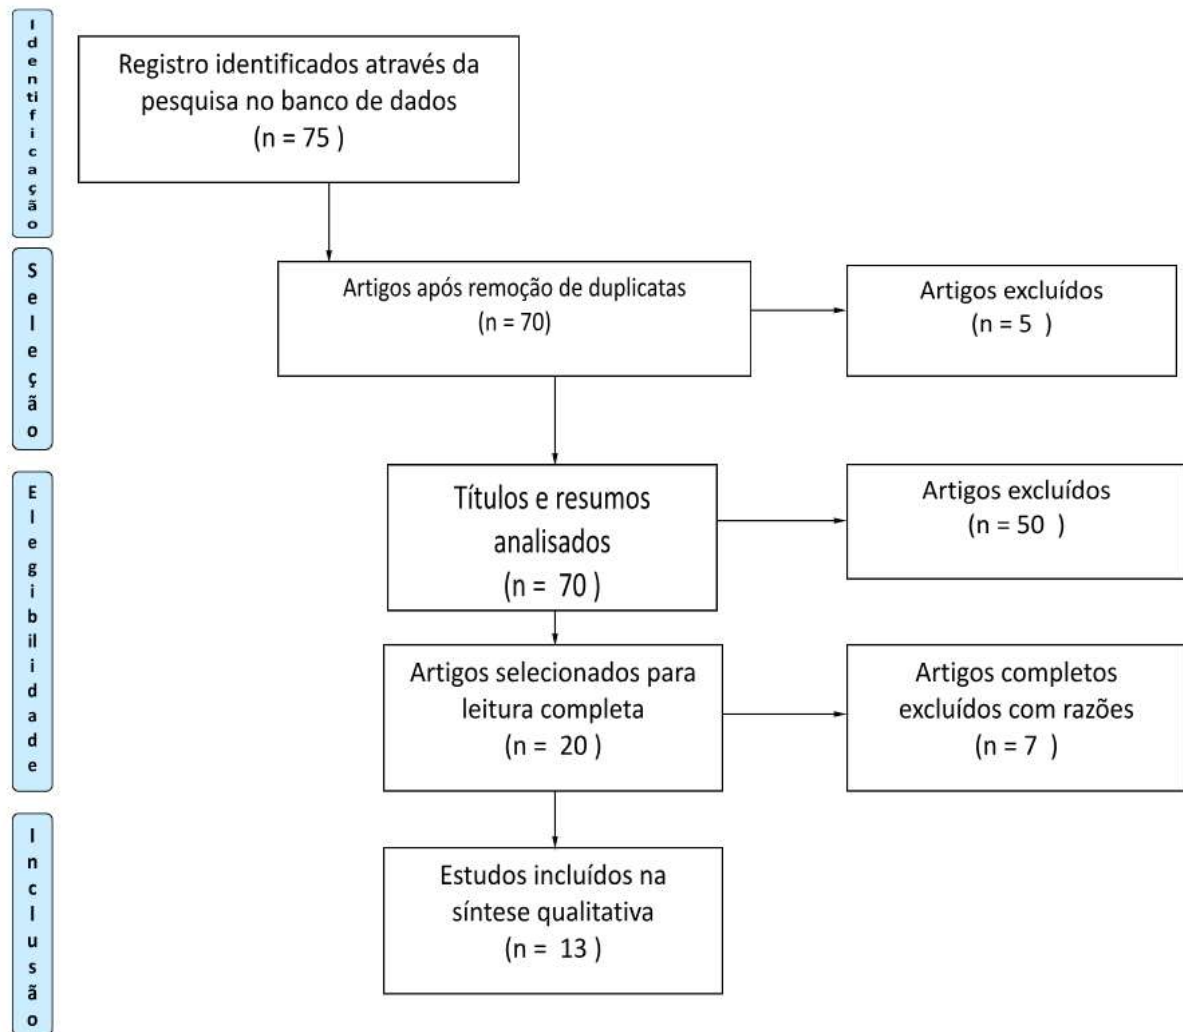 Identificação
Registro identificados através da
pesquisa no banco de dados
(n = 75 )
Seleção
Artigos após remoção de duplicatas
(n = 70)
Artigos excluídos
(n = 5 )
Elegibilidade
Títulos e resumos
analisados
(n = 70 )
Artigos excluídos
(n = 50 )
Artigos selecionados para
leitura completa
(n = 20 )
Artigos completos
excluídos com razões
(n = 7 )
Inclusão
Estudos incluídos na
síntese qualitativa
(n = 13 )